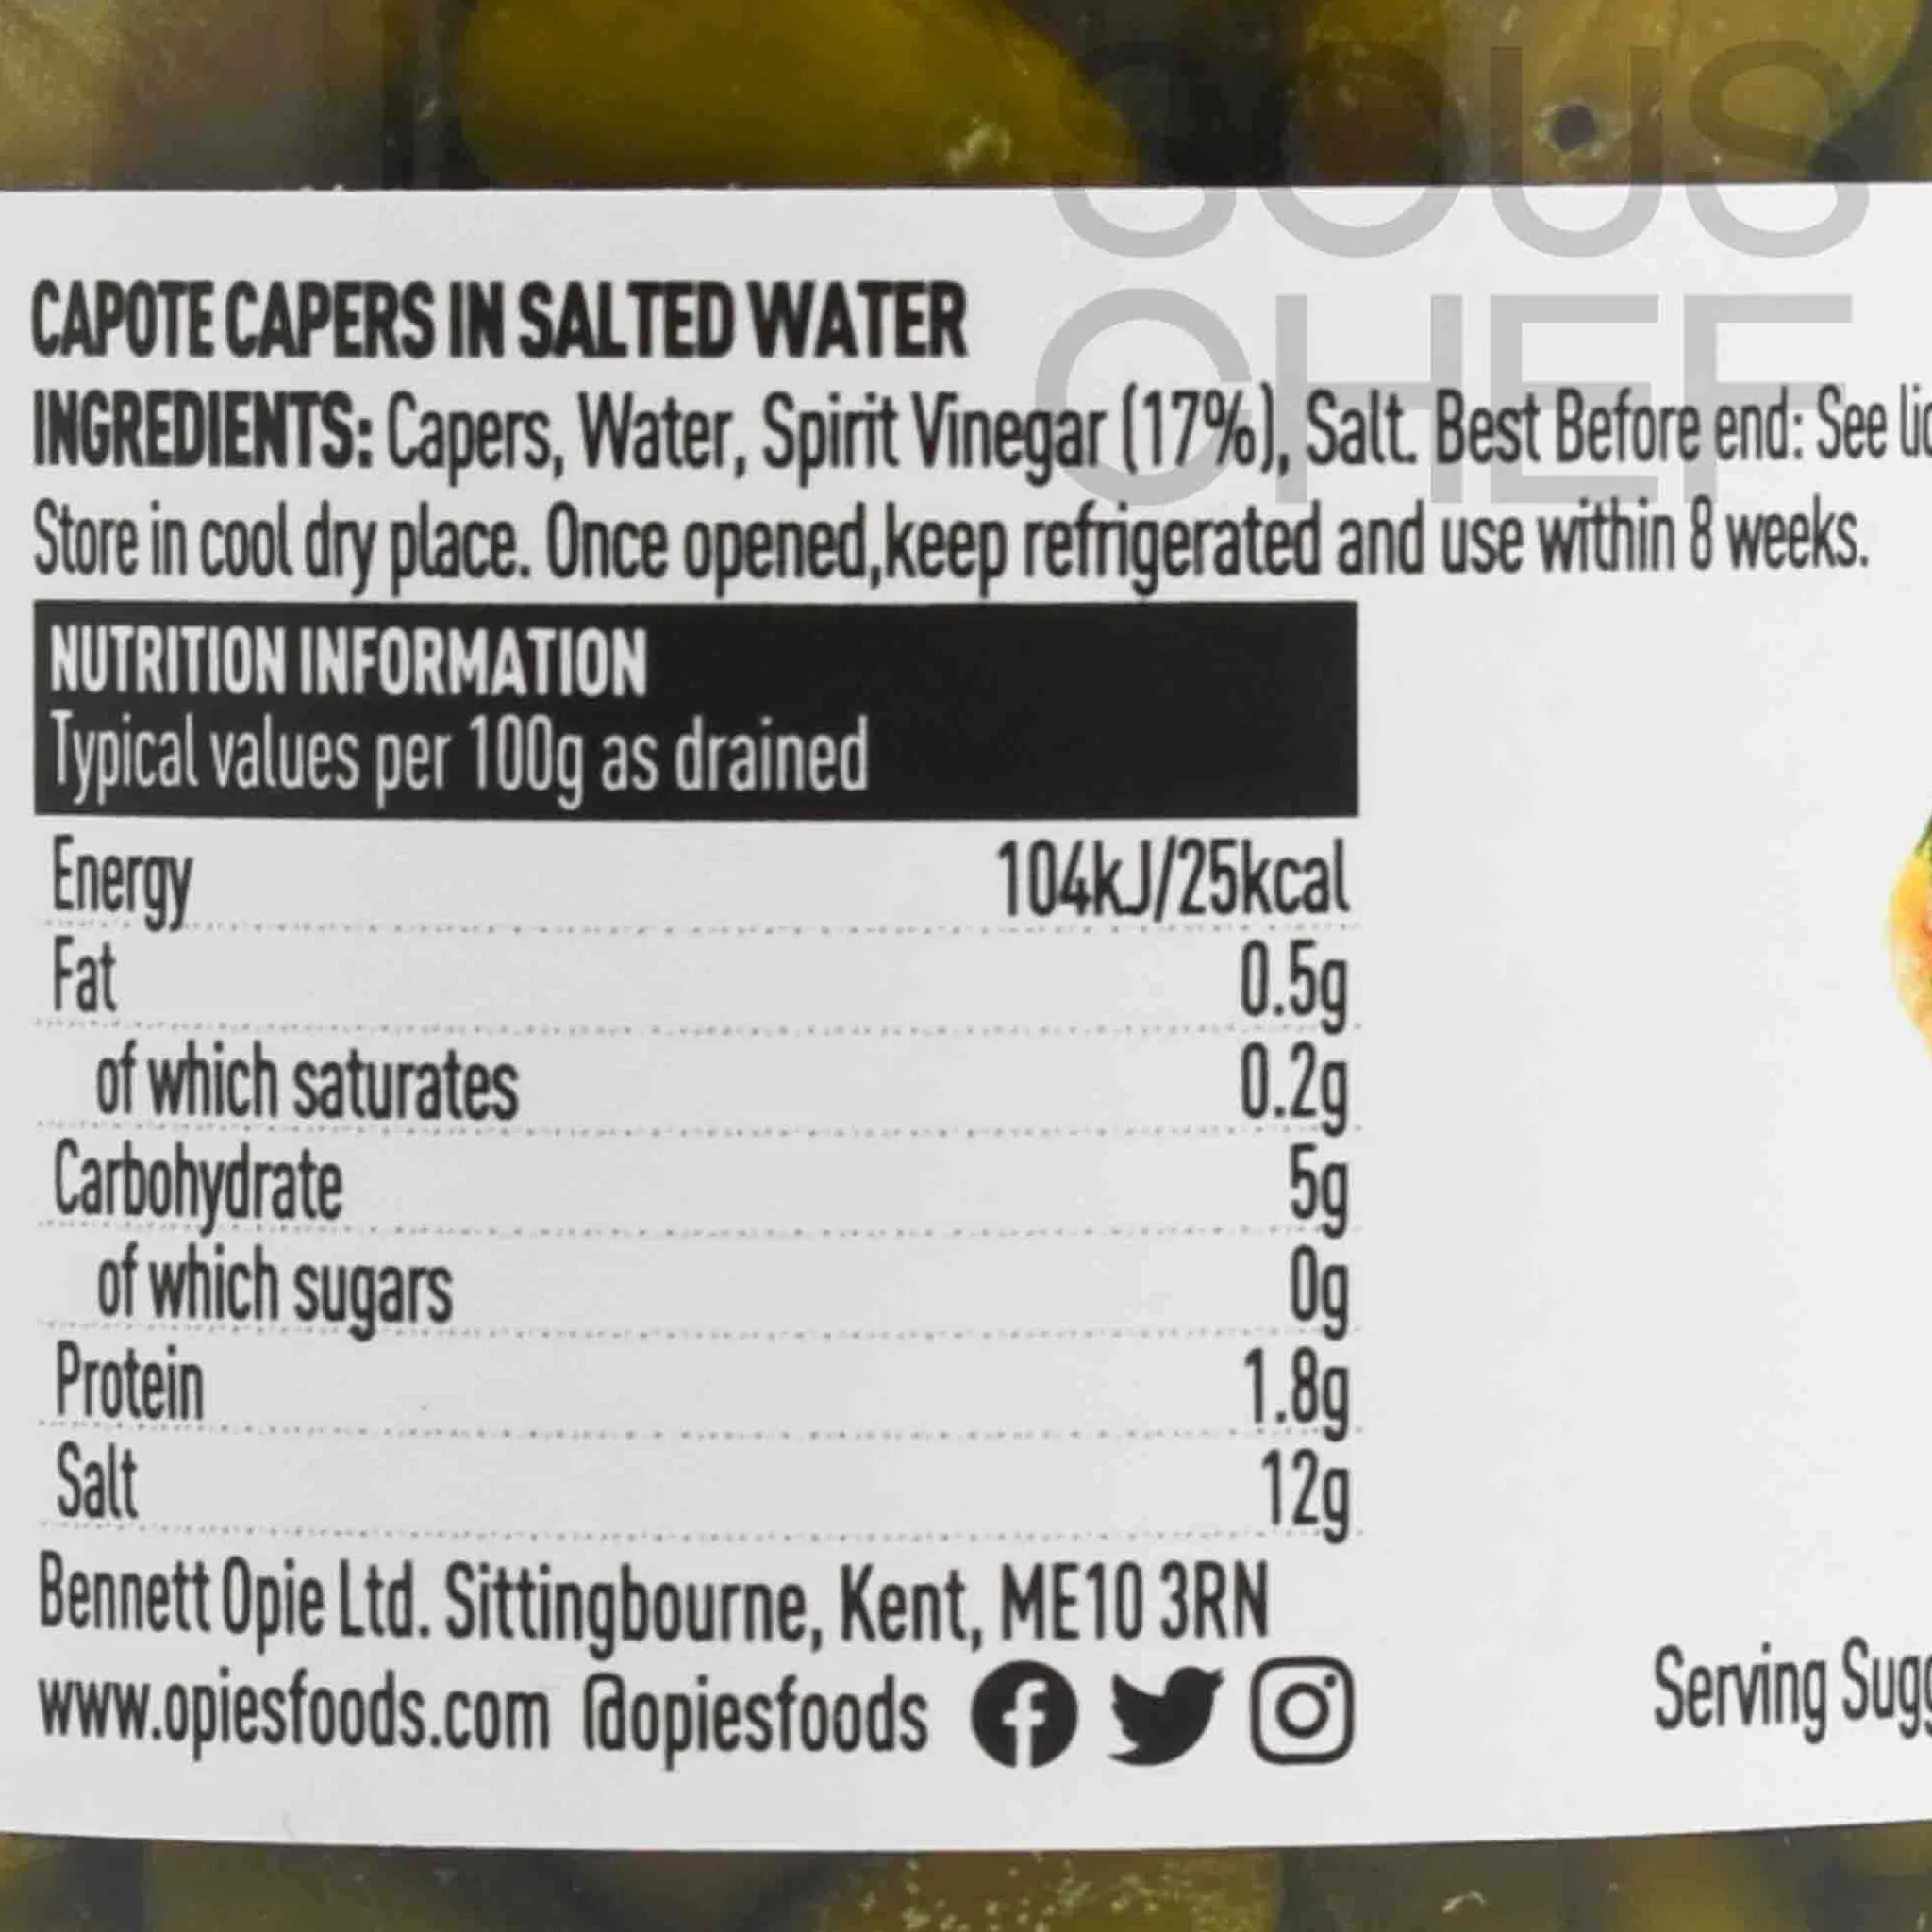 SOUS
CHEF
CAPOTE CAPERS IN SALTED WATER
INGREDIENTS: Capers, Water, Spirit Vinegar (17%), Salt. Best Before end: See
Store in cool dry place. Once opened,keep refrigerated and use within 8 weeks.
NUTRITION INFORMATION
Typical values per 100g as drained
Energy 104kJ/25kcal
Fat 0.5g
of which saturates 0.2g
Carbohydrate 5g
of which sugars 0g
Protein 1.8g
Salt 12g
Bennett Opie Ltd. Sittingbourne, Kent, ME10 3RN
www.opiesfoods.com @opiesfoods
Serving